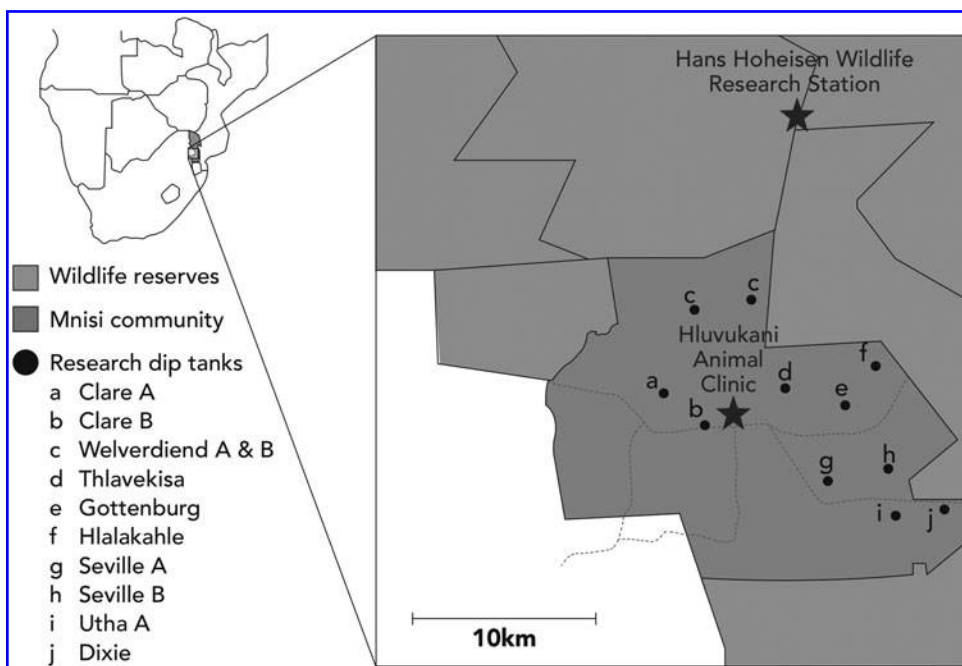 Hans Hoheisen Wildlife
Research Station
Wildlife reserves
Mnisi community
Research dip tanks
a Clare A
b Clare B
c Welverdiend A & B
d Thlavekisa
e Gottenburg
f Hlalakahle
g Seville A
h Seville B
i Utha A
j Dixie
c
c
Hluvukani
Animal
Clinic
f
d
a
e
b
h
g
i
j
10km